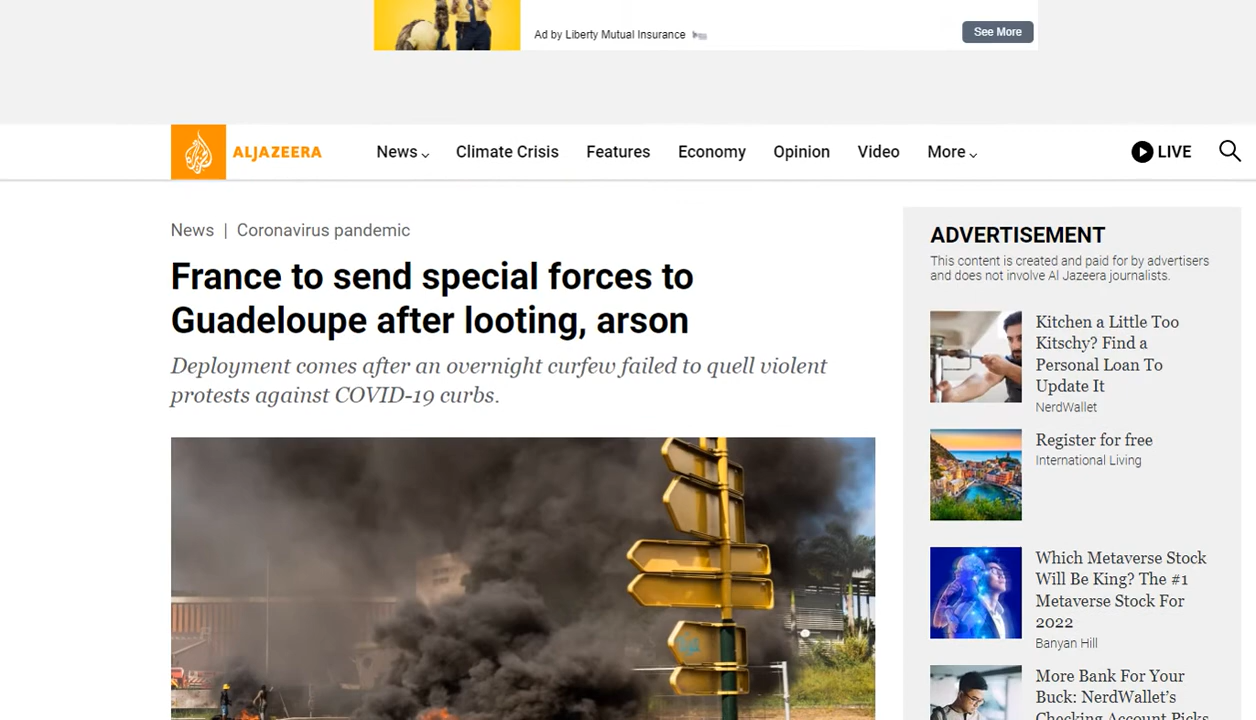 Ad by Liberty Mutual Insurance
See More
ALJAZEERA
News
Climate Crisis
Features
Economy
Opinion
Video
More
LIVE
News | Coronavirus pandemic
France to send special forces to
Guadeloupe after looting, arson
Deployment comes after an overnight curfew failed to quell violent
protests against COVID-19 curbs.
ADVERTISEMENT
This content is created and paid for by advertisers
and does not involve Al Jazeera journalists.
Kitchen a Little Too
Kitschy? Find a
Personal Loan To
Update It
NerdWallet
Register for free
International Living
Which Metaverse Stock
Will Be King? The #1
Metaverse Stock For
2022
Banyan Hill
More Bank For Your
Buck: NerdWallet's
Checking Account Picks